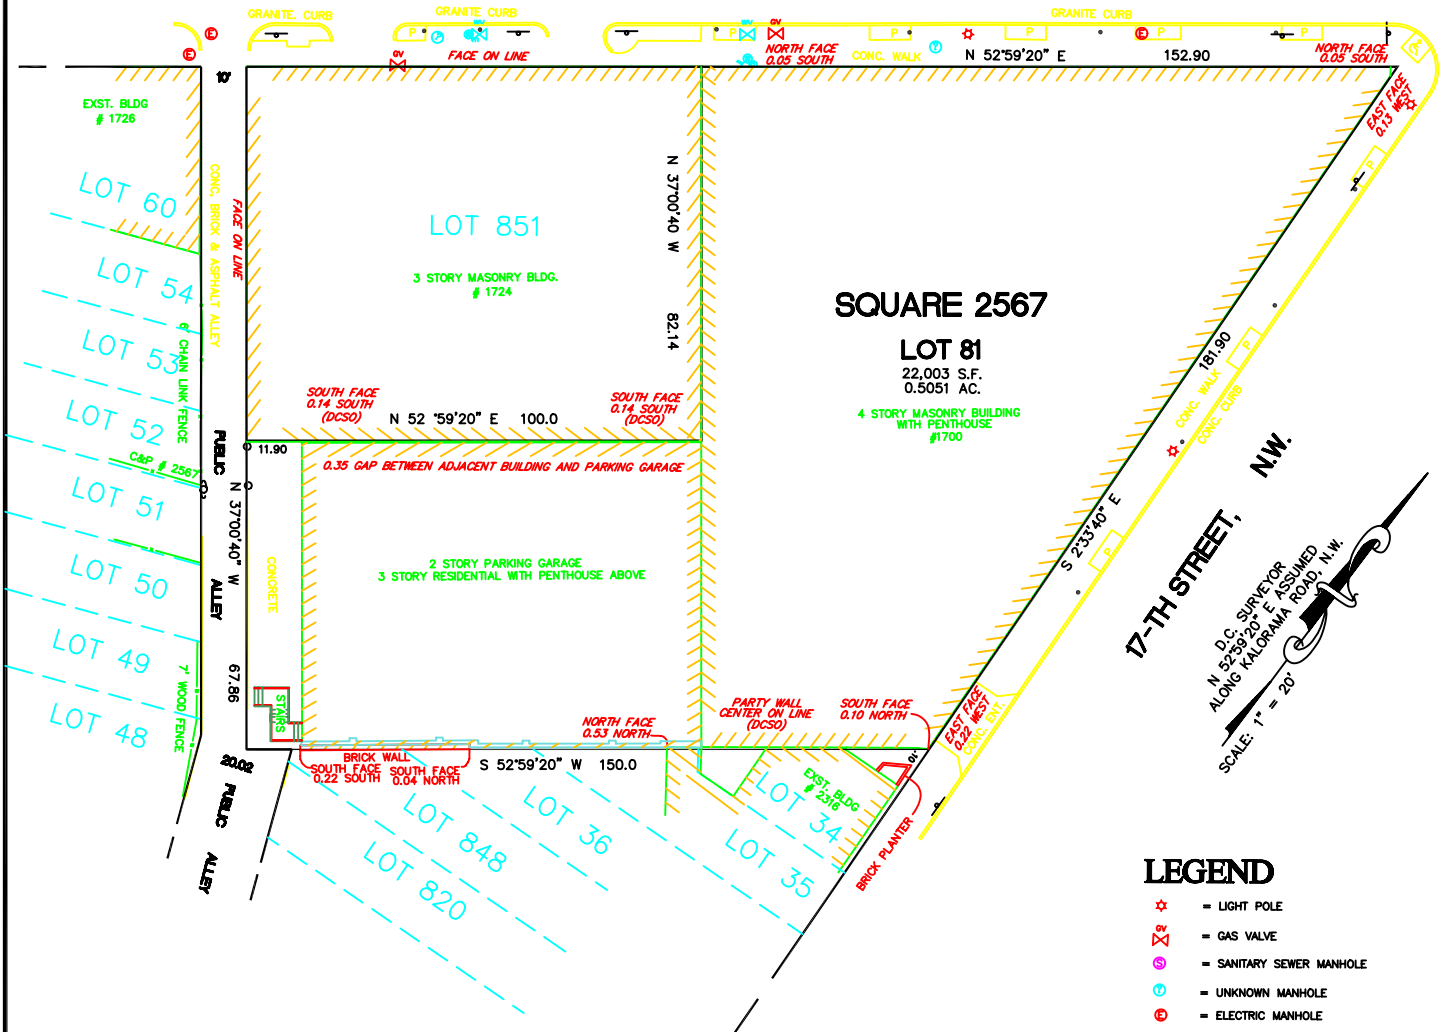 GRANITE CURB
GRANITE CURB
GRANITE CURB
P
P
P
P
P
P
E
E
GV
FACE ON LINE
WV
WV
GV
NORTH FACE
0.05 SOUTH
CONC. WALK
N 52°59'20" E
152.90
E
NORTH FACE
0.05 SOUTH
10'
EXST. BLDG
# 1726
EAST FACE
0.13 WEST
P
LOT 60
CONC. BRICK & ASPHALT ALLEY
FACE ON LINE
LOT 851
3 STORY MASONRY BLDG.
# 1724
N 37°00'40" W
82.14
SQUARE 2567
LOT 81
22,003 S.F.
0.5051 AC.
4 STORY MASONRY BUILDING
WITH PENTHOUSE
#1700
LOT 54
LOT 53
6' CHAIN LINK FENCE
LOT 52
181.90
P
CONC. WALK
CONC. CURB
SOUTH FACE
0.14 SOUTH
(DCSO)
N 52 °59'20" E 100.0
SOUTH FACE
0.14 SOUTH
(DCSO)
PUBLIC
ALLEY
11.90
0.35 GAP BETWEEN ADJACENT BUILDING AND PARKING GARAGE
C&P # 2567
LOT 51
N 37°00'40" W
67.86
S 2°33'40" E
P
17-TH STREET, N.W.
CONCRETE
2 STORY PARKING GARAGE
3 STORY RESIDENTIAL WITH PENTHOUSE ABOVE
LOT 50
LOT 49
7' WOOD FENCE
LOT 48
D.C. SURVEYOR
N 52°59'20" E ASSUMED
ALONG KALORAMA ROAD, N.W.
SCALE: 1" = 20'
STAIRS
NORTH FACE
0.53 NORTH
PARTY WALL
CENTER ON LINE
(DCSO)
SOUTH FACE
0.10 NORTH
EAST FACE
0.22 WEST
CONC. ENT.
BRICK WALL
SOUTH FACE
0.22 SOUTH
SOUTH FACE
0.04 NORTH
S 52°59'20" W 150.0
PUBLIC
ALLEY
EXST. BLDG
# 2316
LOT 34
LOT 35
LOT 36
LOT 848
LOT 820
BRICK PLANTER
LEGEND
= LIGHT POLE
GV
= GAS VALVE
S
= SANITARY SEWER MANHOLE
?
= UNKNOWN MANHOLE
E
= ELECTRIC MANHOLE